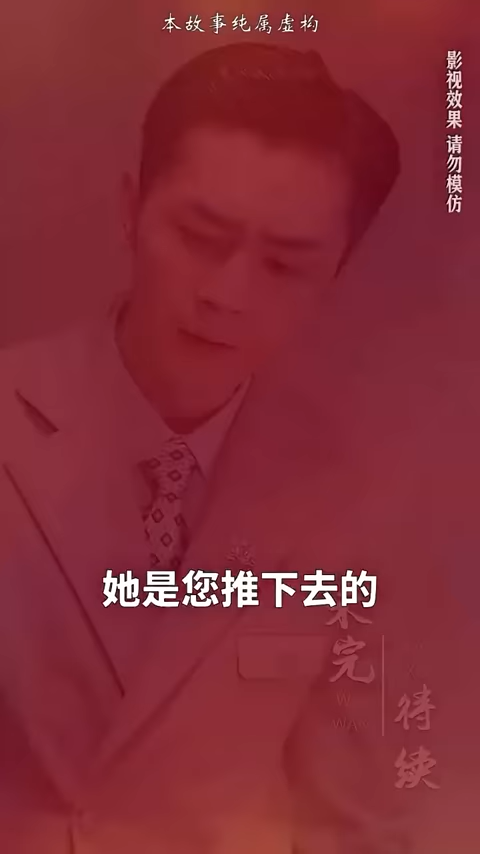 本故事纯属虚构
影视效果 请勿模仿
她是您推下去的
未完
待续